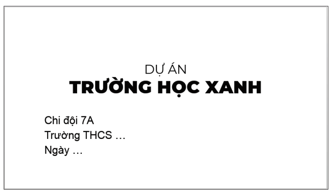 DỰ ÁN
TRƯỜNG HỌC XANH
Chi đội 7A
Trường THCS …
Ngày …